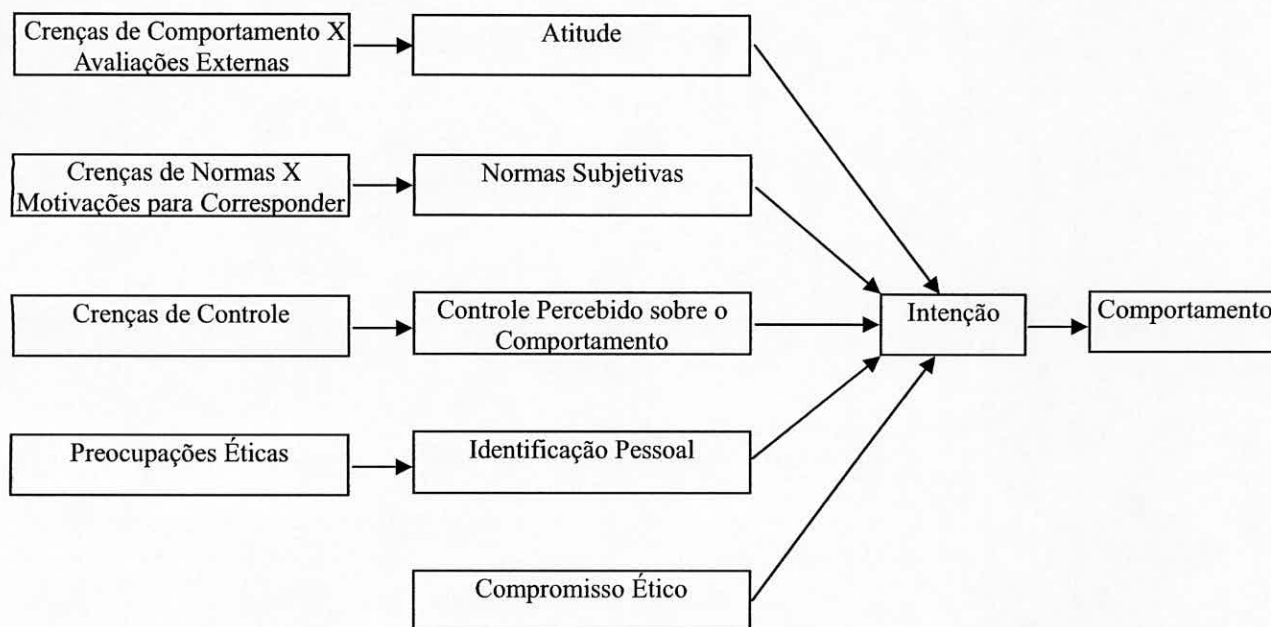 Crenças de Comportamento X
Avaliações Externas
Atitude
Crenças de Normas X
Motivações para Corresponder
Normas Subjetivas
Crenças de Controle
Controle Percebido sobre o
Comportamento
Intenção
Comportamento
Preocupações Éticas
Identificação Pessoal
Compromisso Ético